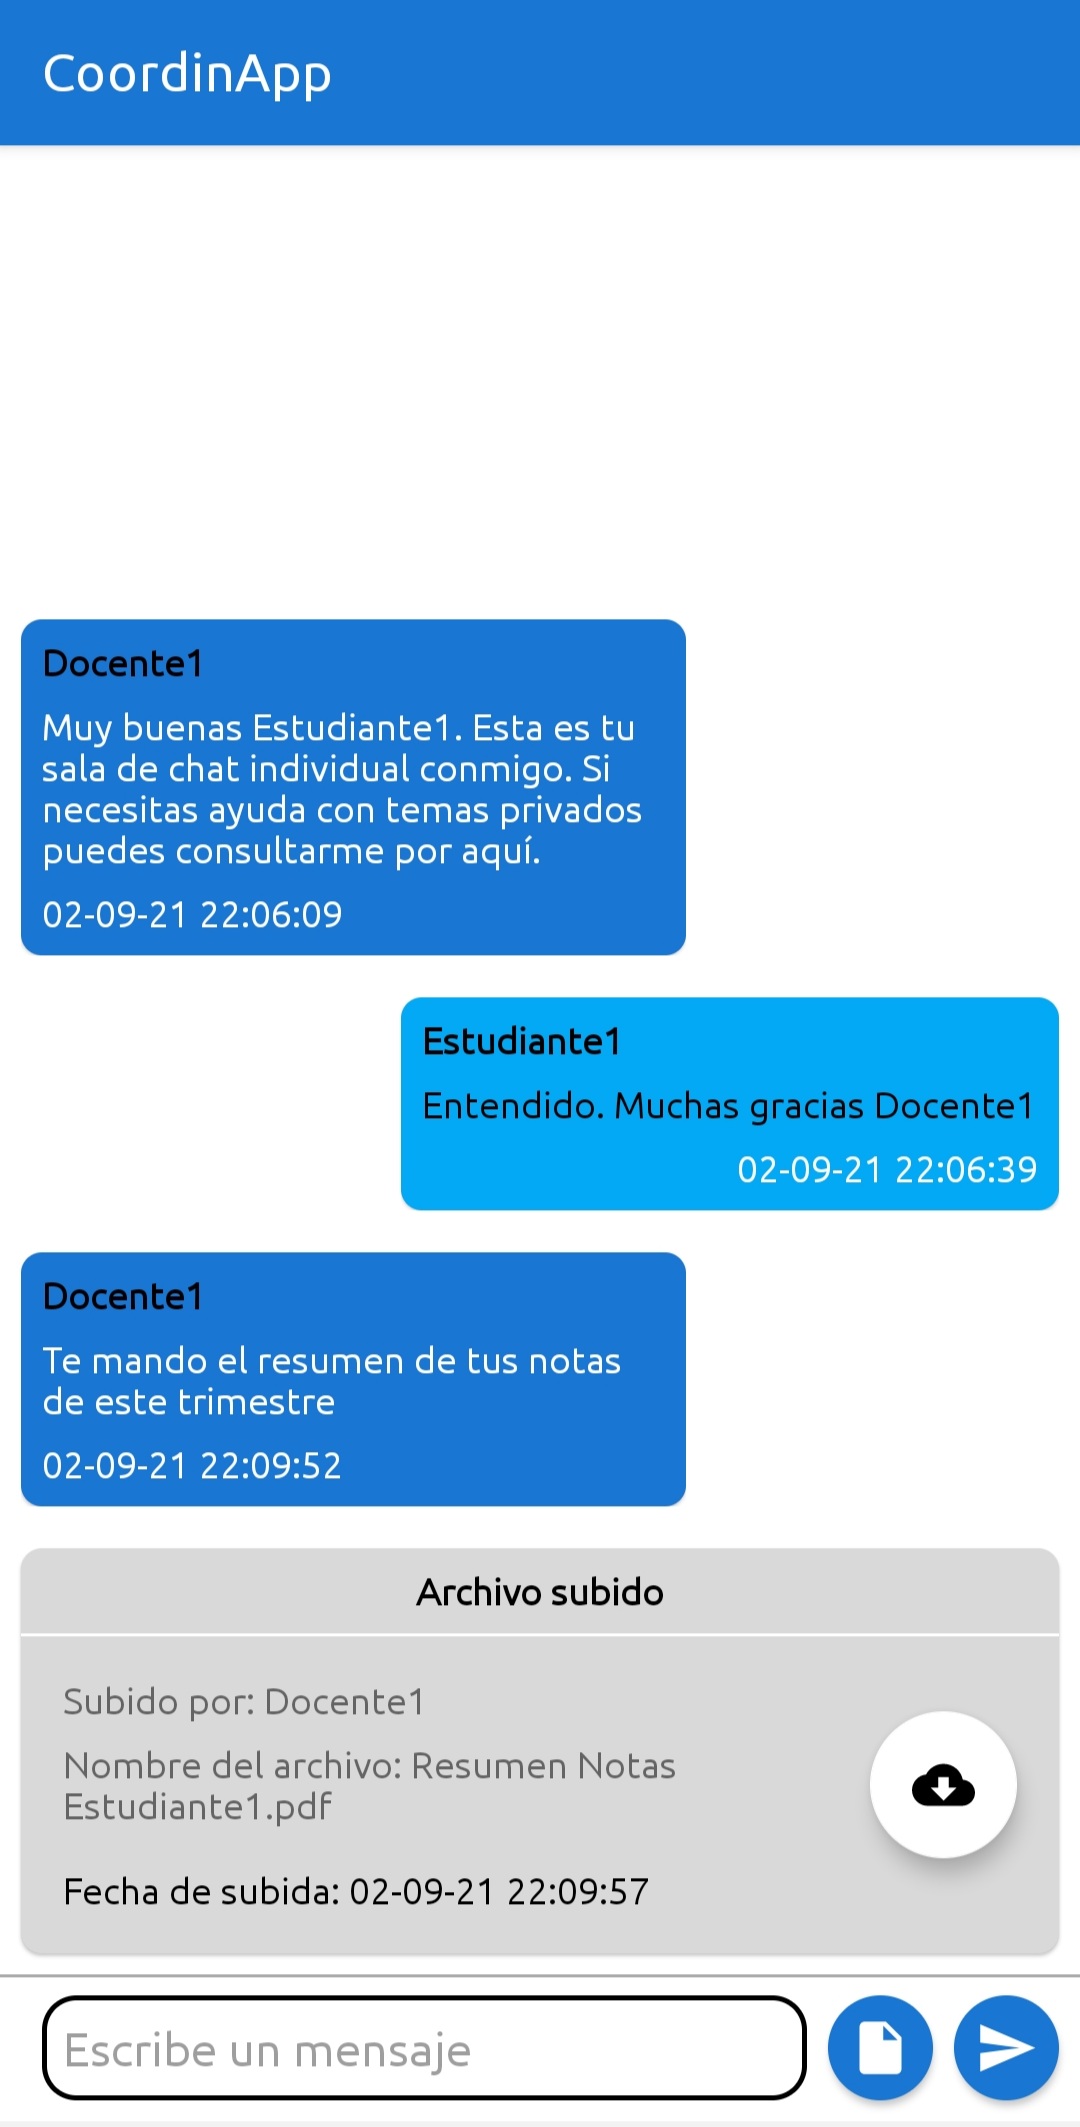 CoordinApp
Docente1
Muy buenas Estudiante1. Esta es tu
sala de chat individual conmigo. Si
necesitas ayuda con temas privados
puedes consultarme por aquí.
02-09-21 22:06:09
Estudiante1
Entendido. Muchas gracias Docente1
02-09-21 22:06:39
Docente1
Te mando el resumen de tus notas
de este trimestre
02-09-21 22:09:52
Archivo subido
Subido por: Docente1
Nombre del archivo: Resumen Notas
Estudiante1.pdf
Fecha de subida: 02-09-21 22:09:57
Escribe un mensaje